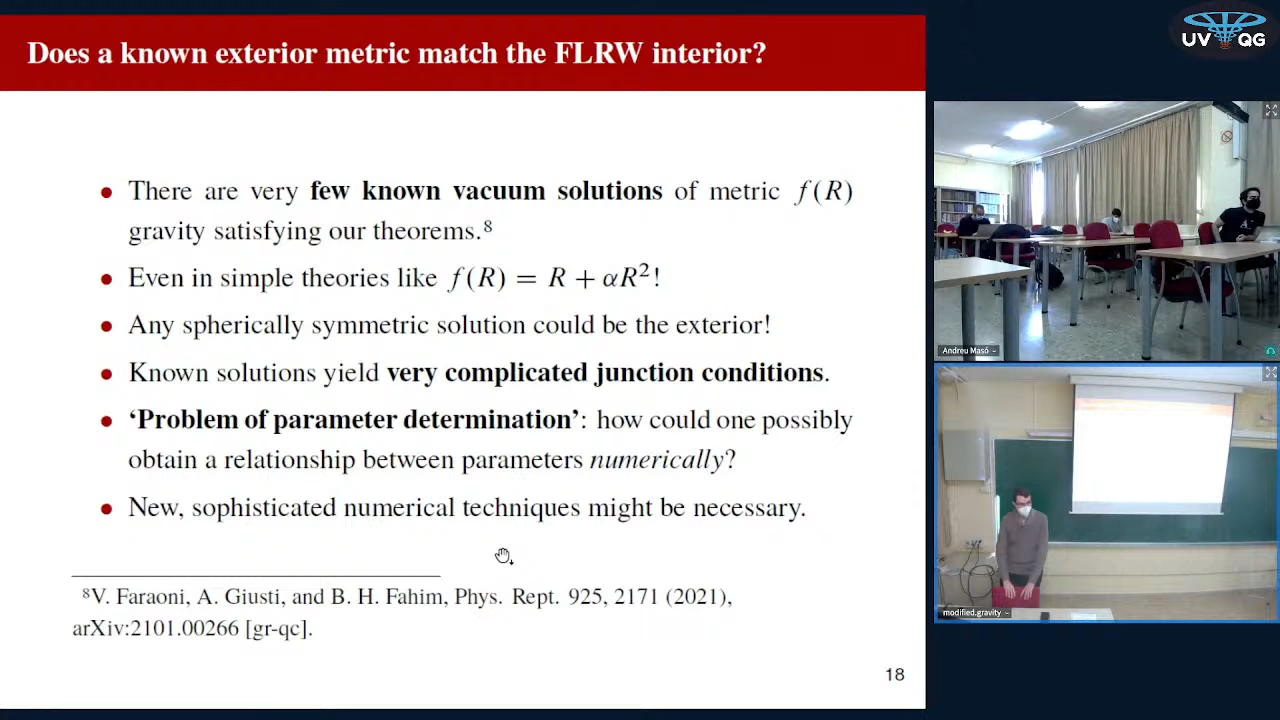 Does a known exterior metric match the FLRW interior?
• There are very few known vacuum solutions of metric f(R)
gravity satisfying our theorems.⁸
• Even in simple theories like f(R) = R + αR²!
• Any spherically symmetric solution could be the exterior!
• Known solutions yield very complicated junction conditions.
• ‘Problem of parameter determination’: how could one possibly
obtain a relationship between parameters numerically?
• New, sophisticated numerical techniques might be necessary.
⁸V. Faraoni, A. Giusti, and B. H. Fahim, Phys. Rept. 925, 2171 (2021),
arXiv:2101.00266 [gr-qc].
18
UV QG
Andreu Masó
modified.gravity